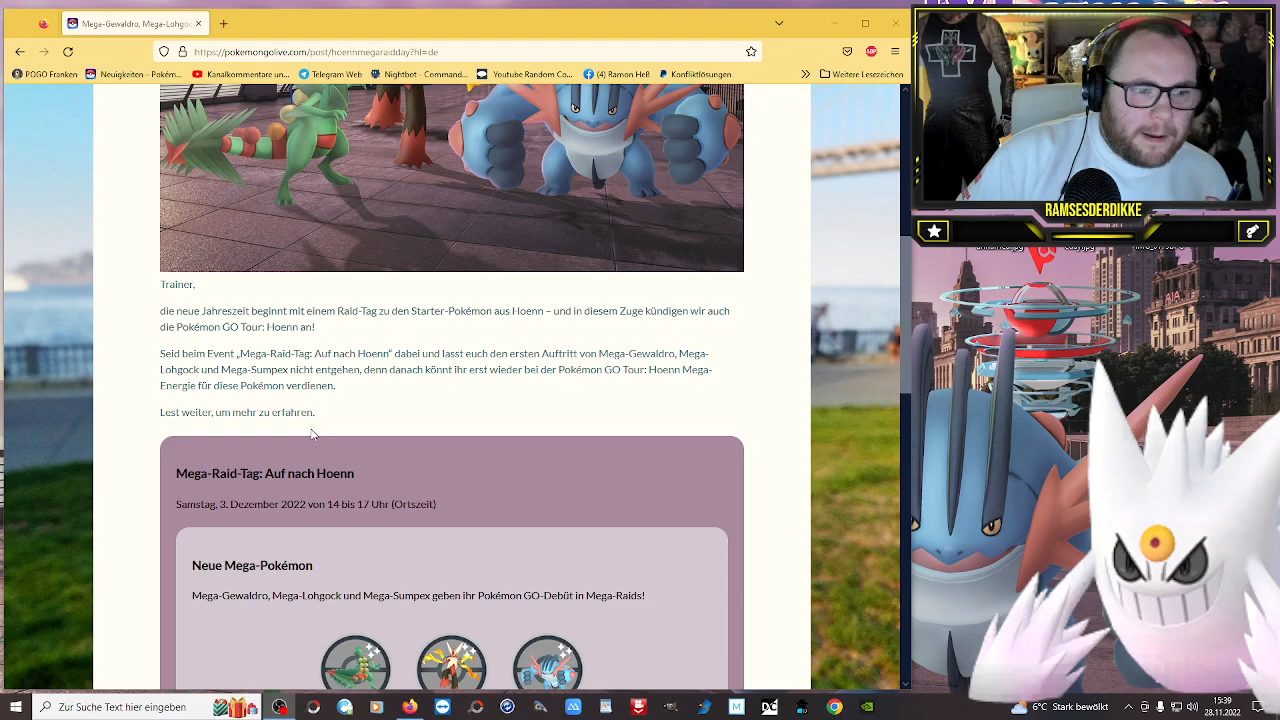 Mega-Gewaldro, Mega-Lohgoc
https://pokemongolive.com/post/hoennmegaraidday?hl=de
POGO Franken
Neuigkeiten – Pokém...
Kanalkommentare un...
Telegram Web
Nightbot - Command...
Youtube Random Co...
(4) Ramon Heß
Konfliktlösungen
Weitere Lesezeichen
ABP
RAMSESDERDIKKE
Trainer,
die neue Jahreszeit beginnt mit einem Raid-Tag zu den Starter-Pokémon aus Hoenn – und in diesem Zuge kündigen wir auch
die Pokémon GO Tour: Hoenn an!
Seid beim Event „Mega-Raid-Tag: Auf nach Hoenn“ dabei und lasst euch den ersten Auftritt von Mega-Gewaldro, Mega-
Lohgock und Mega-Sumpex nicht entgehen – danach könnt ihr erst wieder bei der Pokémon GO Tour: Hoenn Mega-
Energie für diese Pokémon verdienen.
Lest weiter, um mehr zu erfahren.
Mega-Raid-Tag: Auf nach Hoenn
Samstag, 3. Dezember 2022 von 14 bis 17 Uhr (Ortszeit)
Neue Mega-Pokémon
Mega-Gewaldro, Mega-Lohgock und Mega-Sumpex geben ihr Pokémon GO-Debüt in Mega-Raids!
AIA
Zur Suche Text hier eingeben
6°C Stark bewölkt
15:39
28.11.2022